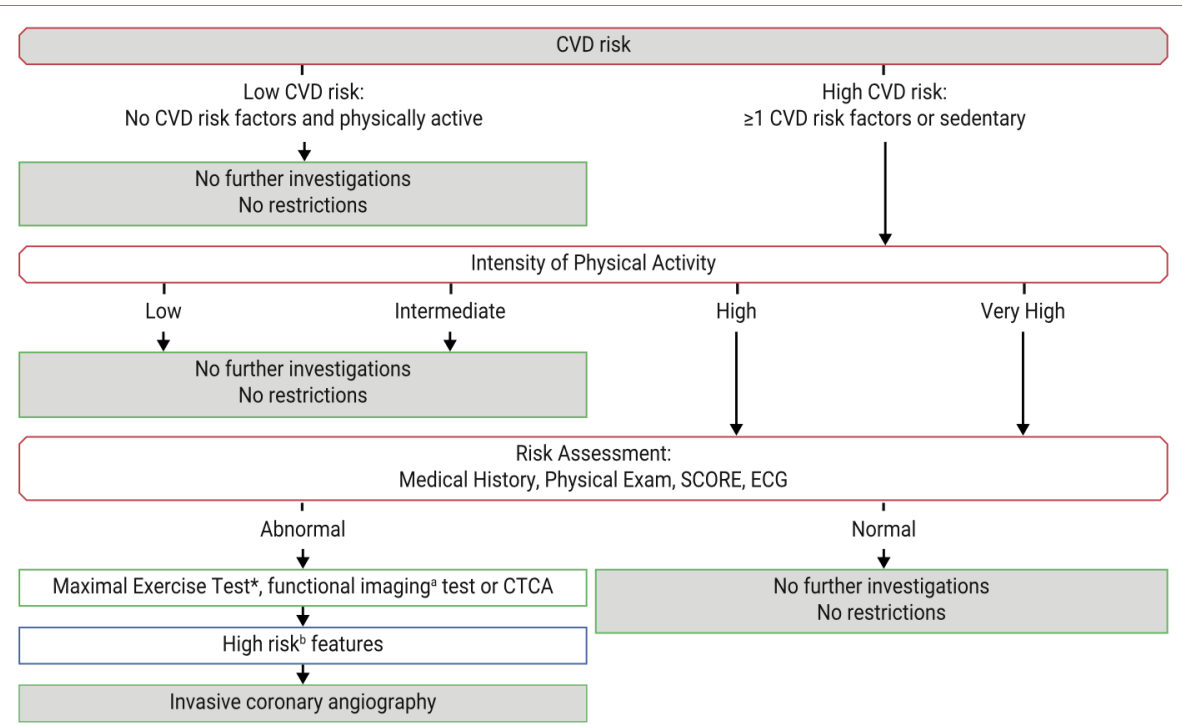 CVD risk
Low CVD risk:
No CVD risk factors and physically active
High CVD risk:
≥1 CVD risk factors or sedentary
No further investigations
No restrictions
Intensity of Physical Activity
Low
Intermediate
High
Very High
No further investigations
No restrictions
Risk Assessment:
Medical History, Physical Exam, SCORE, ECG
Abnormal
Normal
Maximal Exercise Test*, functional imagingᵃ test or CTCA
No further investigations
No restrictions
High riskᵇ features
Invasive coronary angiography